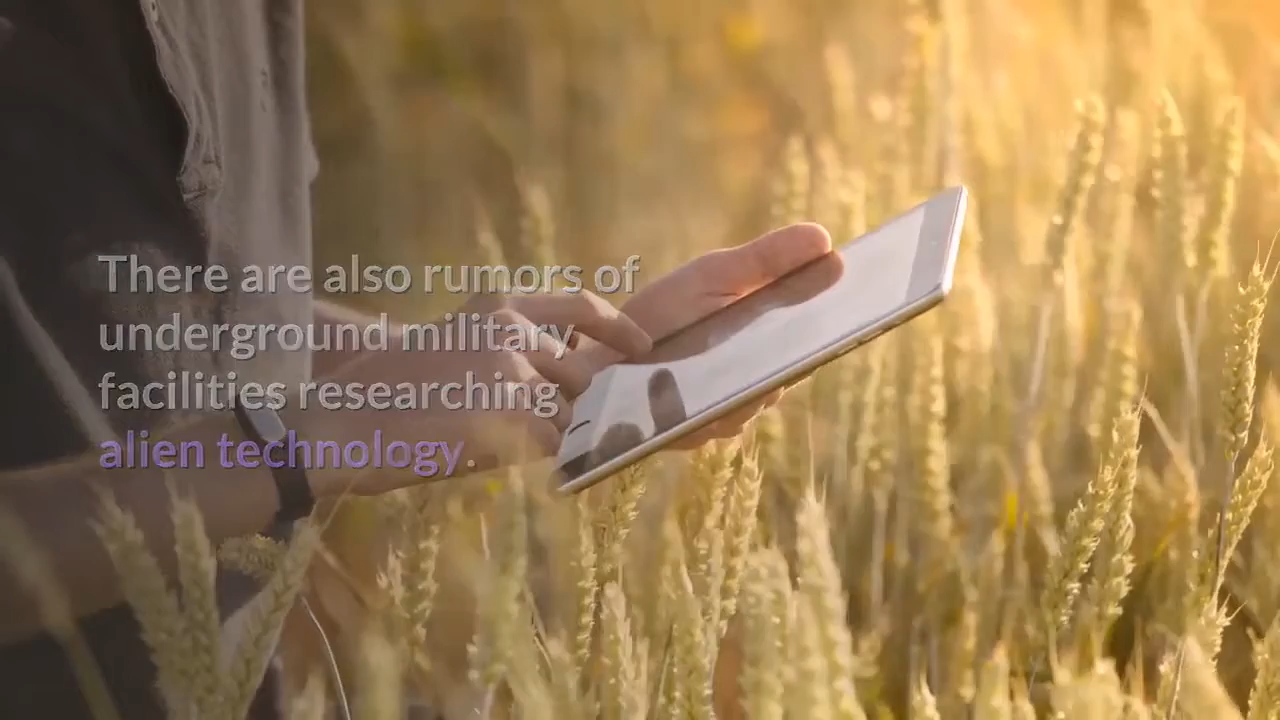 There are also rumors of
underground military
facilities researching
alien technology.